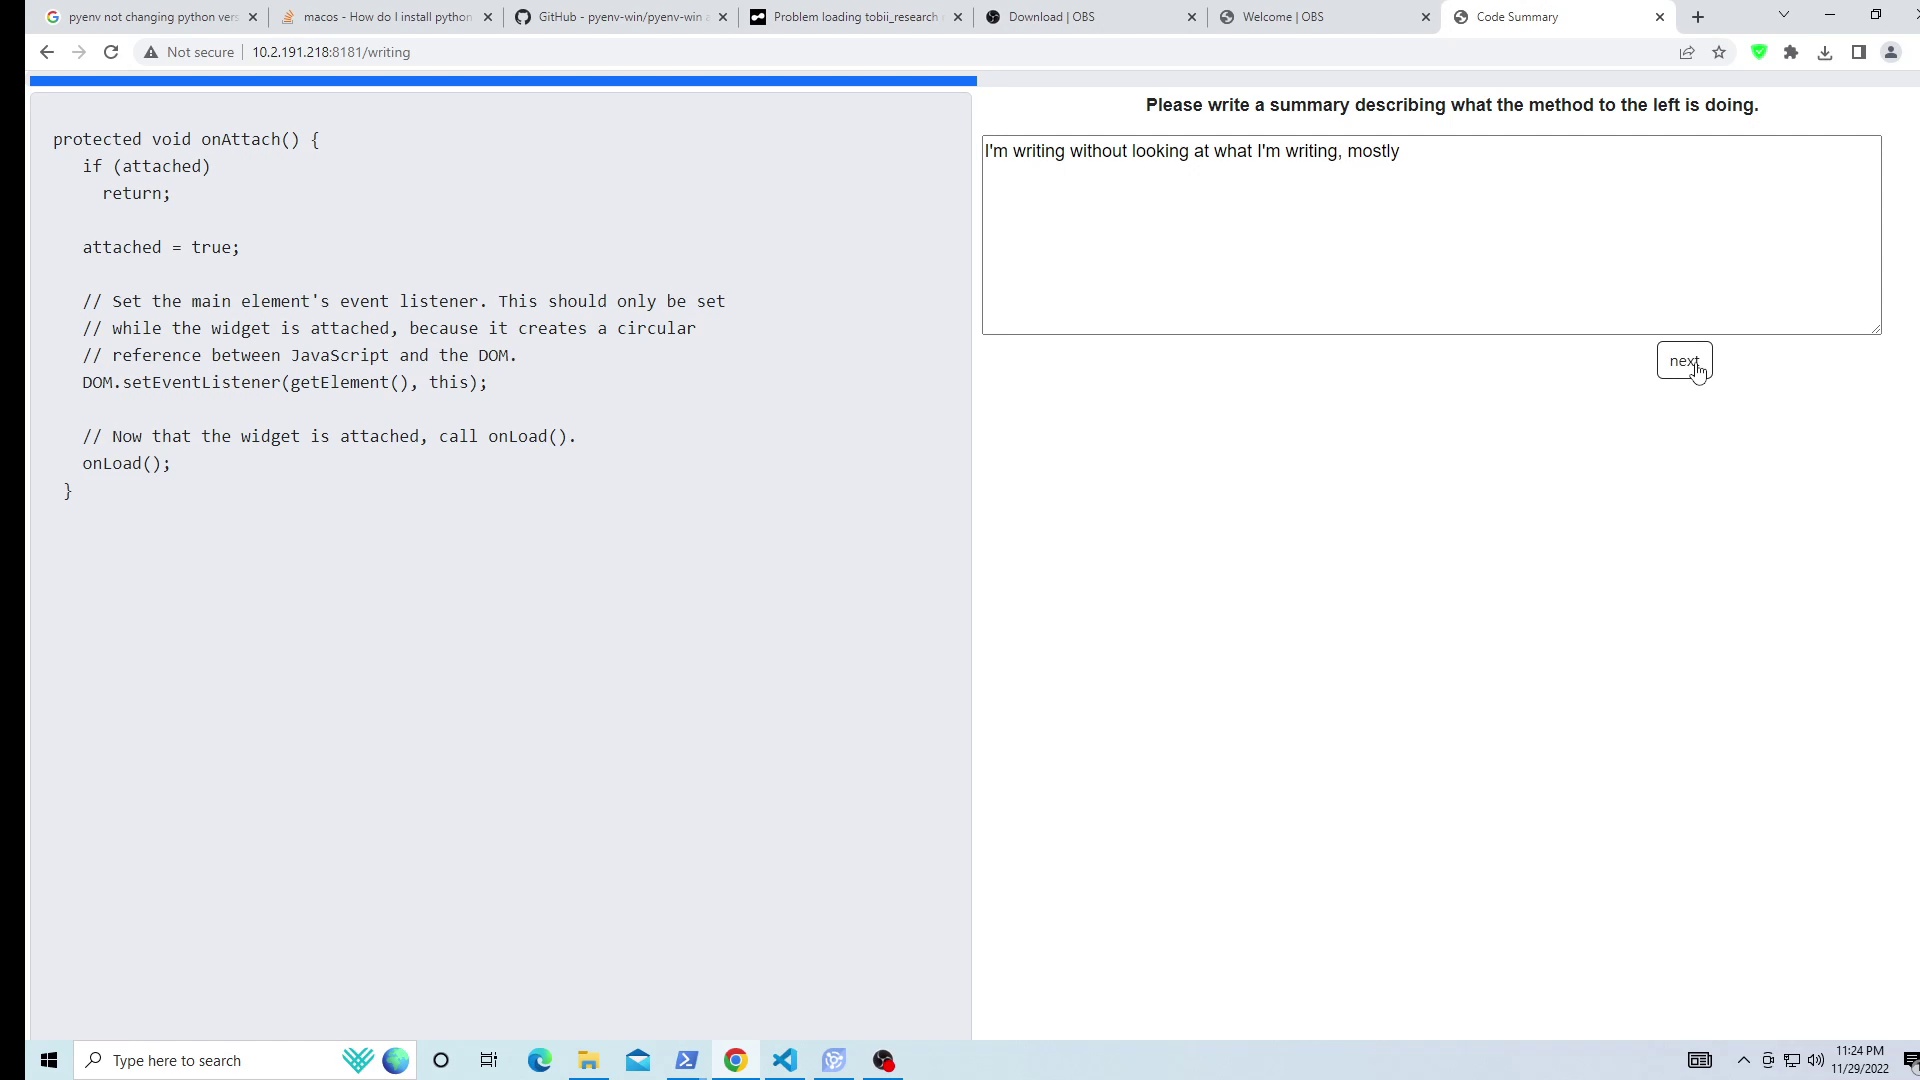 pyenv not changing python vers
macos - How do I install python
GitHub - pyenv-win/pyenv-win a
Problem loading tobii_research
Download | OBS
Welcome | OBS
Code Summary
Not secure
10.2.191.218:8181/writing
protected void onAttach() {
if (attached)
return;
attached = true;
// Set the main element's event listener. This should only be set
// while the widget is attached, because it creates a circular
// reference between JavaScript and the DOM.
DOM.setEventListener(getElement(), this);
// Now that the widget is attached, call onLoad().
onLoad();
}
Please write a summary describing what the method to the left is doing.
I'm writing without looking at what I'm writing, mostly
next
Type here to search
11:24 PM
11/29/2022